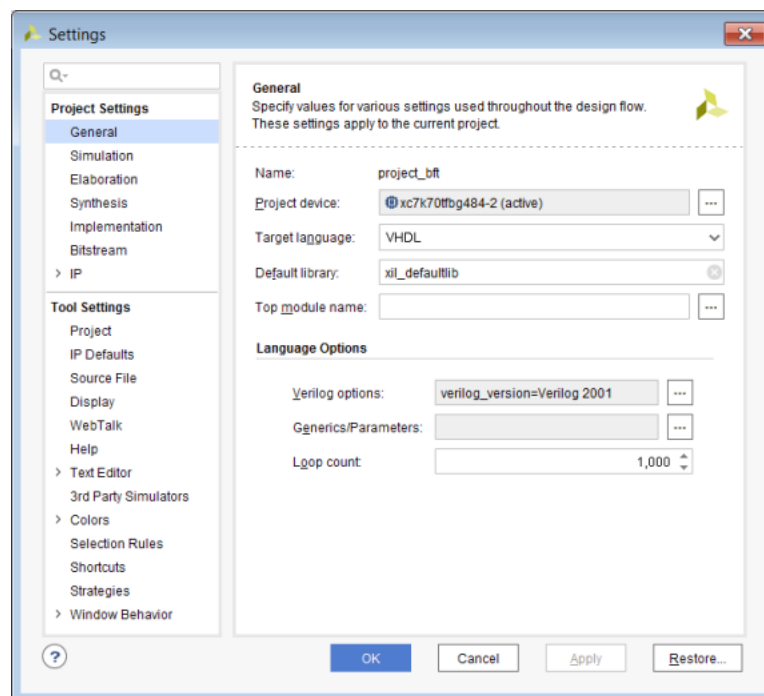 Settings
Project Settings
General
Simulation
Elaboration
Synthesis
Implementation
Bitstream
IP
Tool Settings
Project
IP Defaults
Source File
Display
WebTalk
Help
Text Editor
3rd Party Simulators
Colors
Selection Rules
Shortcuts
Strategies
Window Behavior
General
Specify values for various settings used throughout the design flow.
These settings apply to the current project.
Name: project_bft
Project device: xc7k70tfbg484-2 (active) ...
Target language: VHDL
Default library: xil_defaultlib
Top module name: ...
Language Options
Verilog options: verilog_version=Verilog 2001 ...
Generics/Parameters: ...
Loop count: 1,000
? OK Cancel Apply Restore...